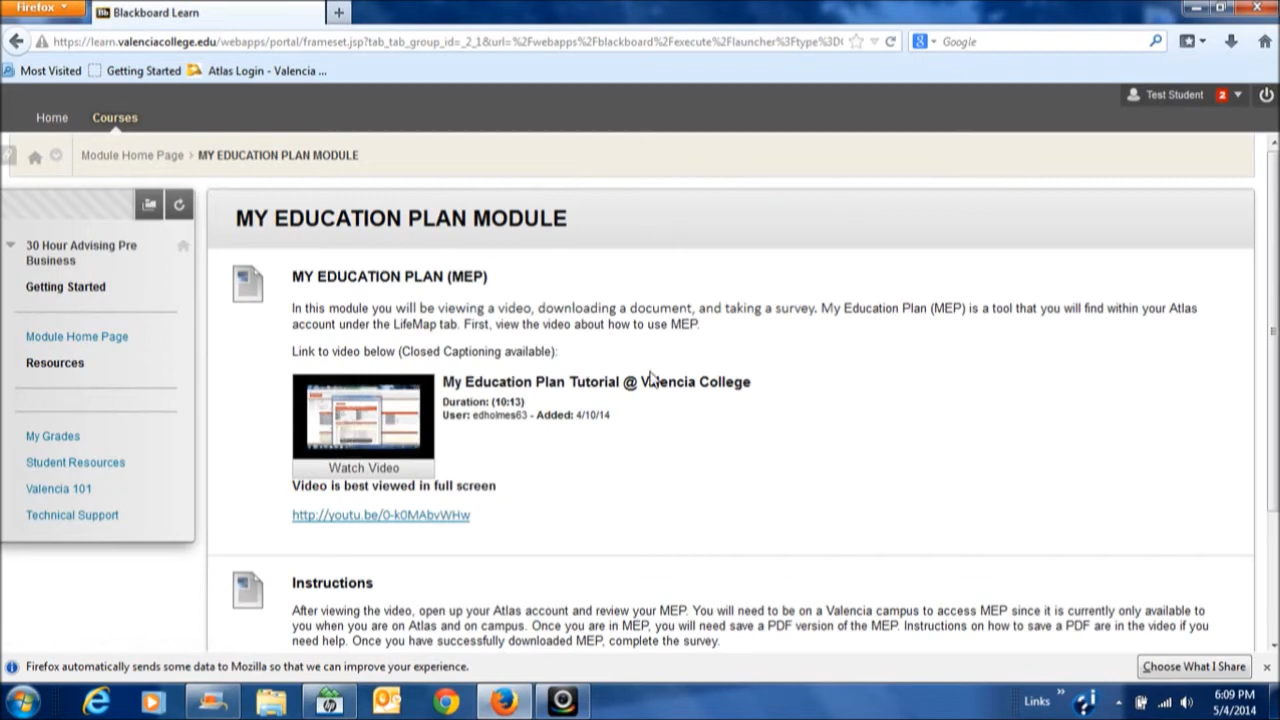 Firefox
Blackboard Learn
https://learn.valenciacollege.edu/webapps/portal/frameset.jsp?tab_tab_group_id=_2_1&url=%2Fwebapps%2Fblackboard%2Fexecute%2Flauncher%3Ftype%3D
Google
Most Visited
Getting Started
Atlas Login - Valencia ...
Test Student
2
Home
Courses
Module Home Page > MY EDUCATION PLAN MODULE
30 Hour Advising Pre
Business
Getting Started
Module Home Page
Resources
My Grades
Student Resources
Valencia 101
Technical Support
MY EDUCATION PLAN MODULE
MY EDUCATION PLAN (MEP)
In this module you will be viewing a video, downloading a document, and taking a survey. My Education Plan (MEP) is a tool that you will find within your Atlas
account under the LifeMap tab. First, view the video about how to use MEP.
Link to video below (Closed Captioning available):
My Education Plan Tutorial @ Valencia College
Duration: (10:13)
User: edholmes63 - Added: 4/10/14
Watch Video
Video is best viewed in full screen
http://youtu.be/0-k0MAbvWHw
Instructions
After viewing the video, open up your Atlas account and review your MEP. You will need to be on a Valencia campus to access MEP since it is currently only available to
you when you are on Atlas and on campus. Once you are in MEP, you will need save a PDF version of the MEP. Instructions on how to save a PDF are in the video if you
need help. Once you have successfully downloaded MEP, complete the survey.
Firefox automatically sends some data to Mozilla so that we can improve your experience.
Choose What I Share
Links
6:09 PM
5/4/2014